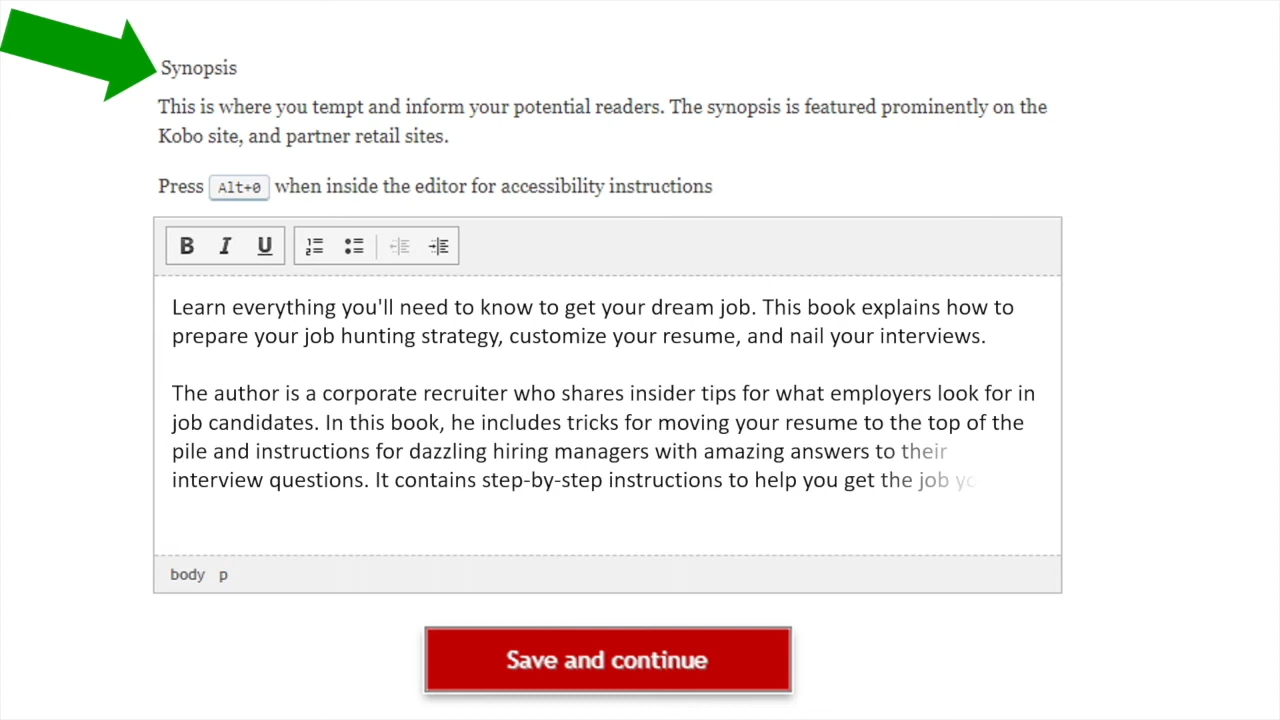 Synopsis
This is where you tempt and inform your potential readers. The synopsis is featured prominently on the
Kobo site, and partner retail sites.
Press Alt+0 when inside the editor for accessibility instructions
B I U
Learn everything you'll need to know to get your dream job. This book explains how to
prepare your job hunting strategy, customize your resume, and nail your interviews.
The author is a corporate recruiter who shares insider tips for what employers look for in
job candidates. In this book, he includes tricks for moving your resume to the top of the
pile and instructions for dazzling hiring managers with amazing answers to their
interview questions. It contains step-by-step instructions to help you get the job
body p
Save and continue